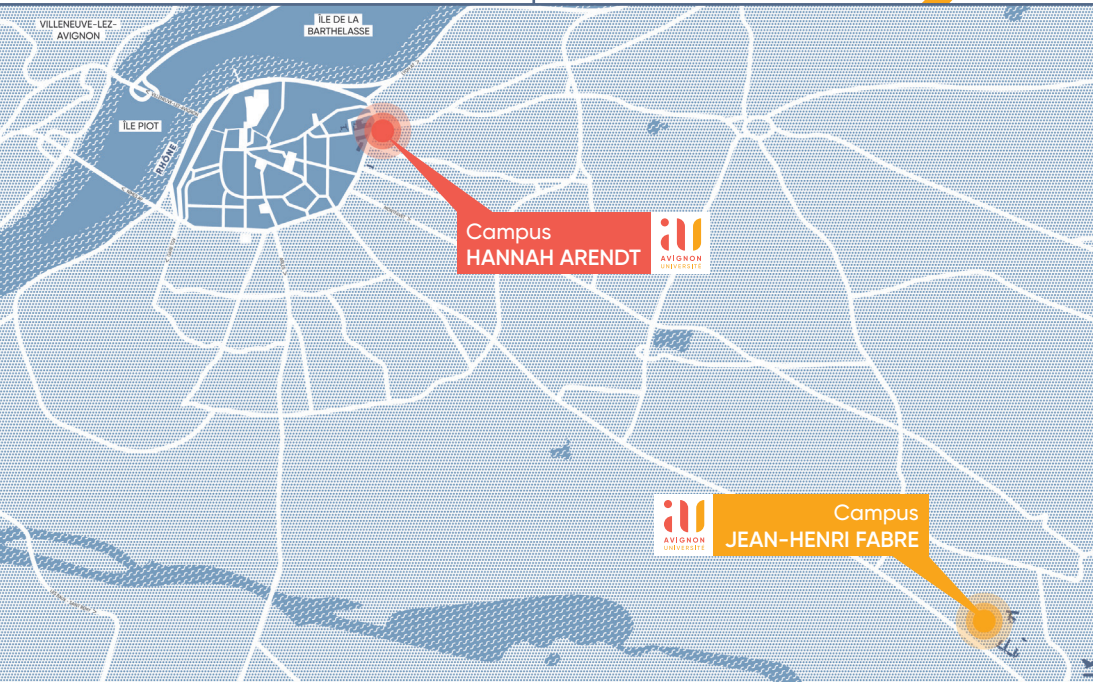 VILLENEUVE-LEZ-
AVIGNON
ÎLE DE LA
BARTHELASSE
ÎLE PIOT
RHÔNE
Campus
HANNAH ARENDT
AVIGNON
UNIVERSITÉ
Campus
JEAN-HENRI FABRE
AVIGNON
UNIVERSITÉ